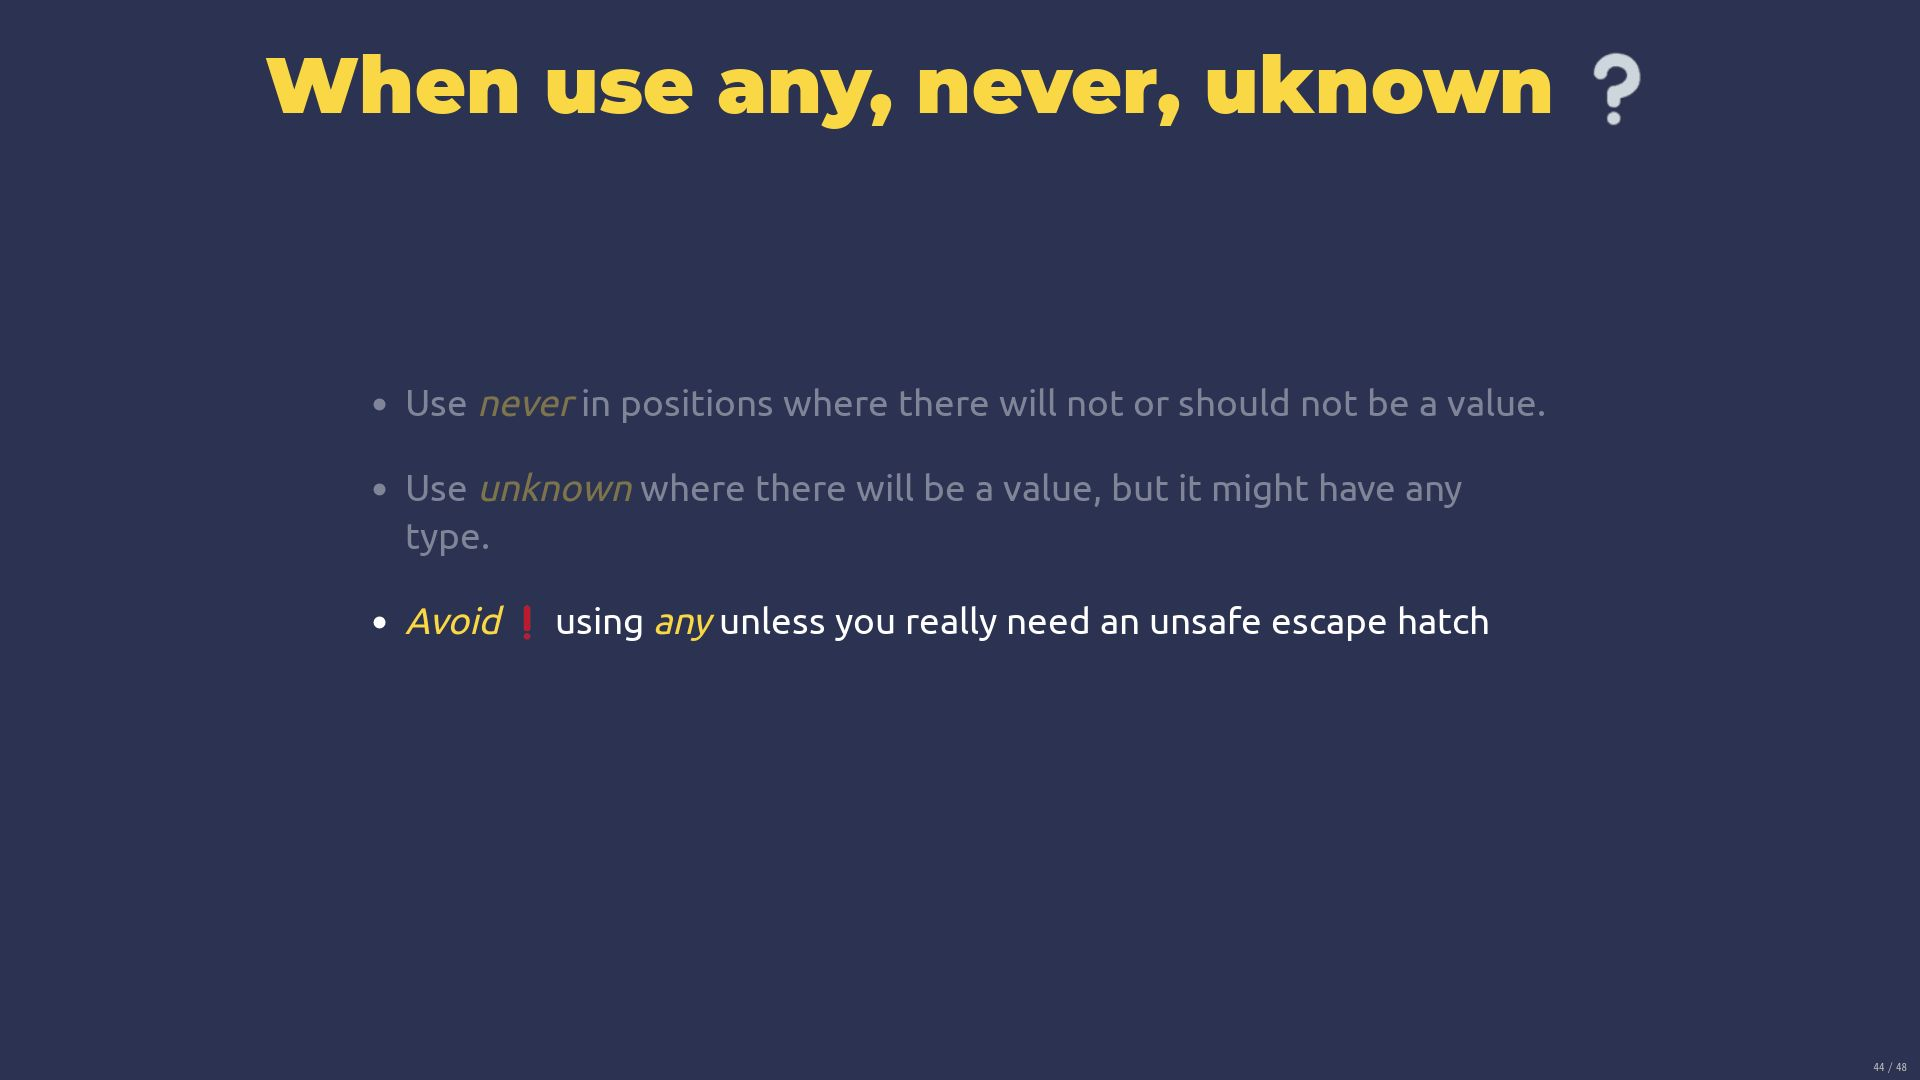 When use any, never, uknown ❔
• Use never in positions where there will not or should not be a value.
• Use unknown where there will be a value, but it might have any
type.
• Avoid ❗ using any unless you really need an unsafe escape hatch
44 / 48